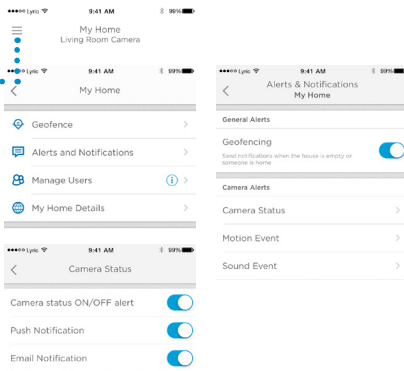 Lyric 9:41 AM 99%
My Home
Living Room Camera
Lyric 9:41 AM 99%
My Home
Geofence
Alerts and Notifications
Manage Users
My Home Details
Lyric 9:41 AM 99%
Camera Status
Camera status ON/OFF alert
Push Notification
Email Notification
Lyric 9:41 AM 99%
Alerts & Notifications
My Home
General Alerts
Geofencing
Send notifications when the house is empty or
someone is home
Camera Alerts
Camera Status
Motion Event
Sound Event